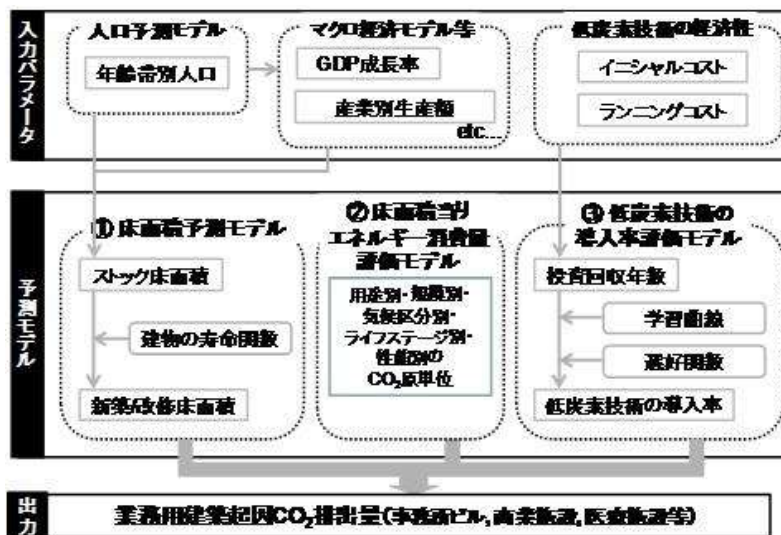 入力パラメータ
人口予測モデル
年齢帯別人口
マクロ経済モデル等
GDP成長率
産業別生産額
etc...
低炭素技術の経済性
イニシャルコスト
ランニングコスト
予測モデル
①床面積予測モデル
ストック床面積
建物の寿命関数
新築/改修床面積
②床面積当り
エネルギー消費量
評価モデル
用途別・規模別・
気候区分別・
ライフステージ別・
性能別の
CO₂原単位
③低炭素技術の
導入率評価モデル
投資回収年数
学習曲線
選好関数
低炭素技術の導入率
出力
業務用建築起因CO₂排出量(事務所ビル,商業施設,医療施設等)